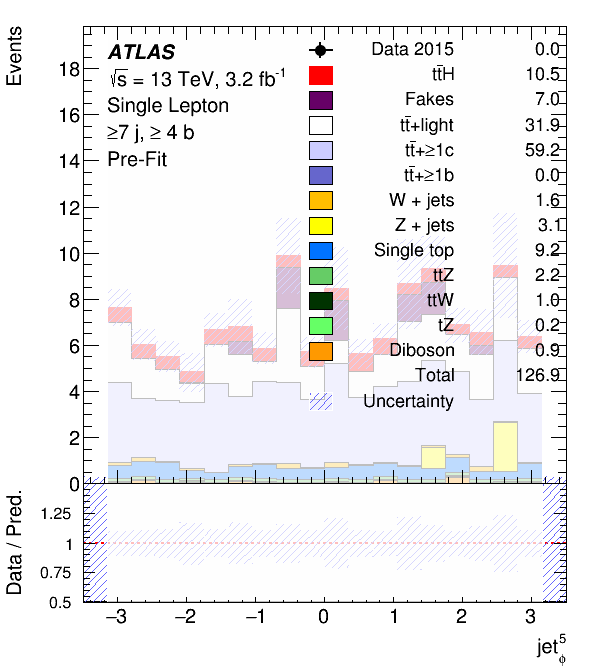 Events
ATLAS
√s = 13 TeV, 3.2 fb⁻¹
Single Lepton
≥7 j, ≥ 4 b
Pre-Fit
Data 2015 0.0
tt̄H 10.5
Fakes 7.0
tt̄+light 31.9
tt̄+≥1c 59.2
tt̄+≥1b 0.0
W + jets 1.6
Z + jets 3.1
Single top 9.2
ttZ 2.2
ttW 1.0
tZ 0.2
Diboson 0.9
Total 126.9
Uncertainty
18
16
14
12
10
8
6
4
2
0
Data / Pred.
1.25
1
0.75
0.5
−3 −2 −1 0 1 2 3
jet⁵ϕ